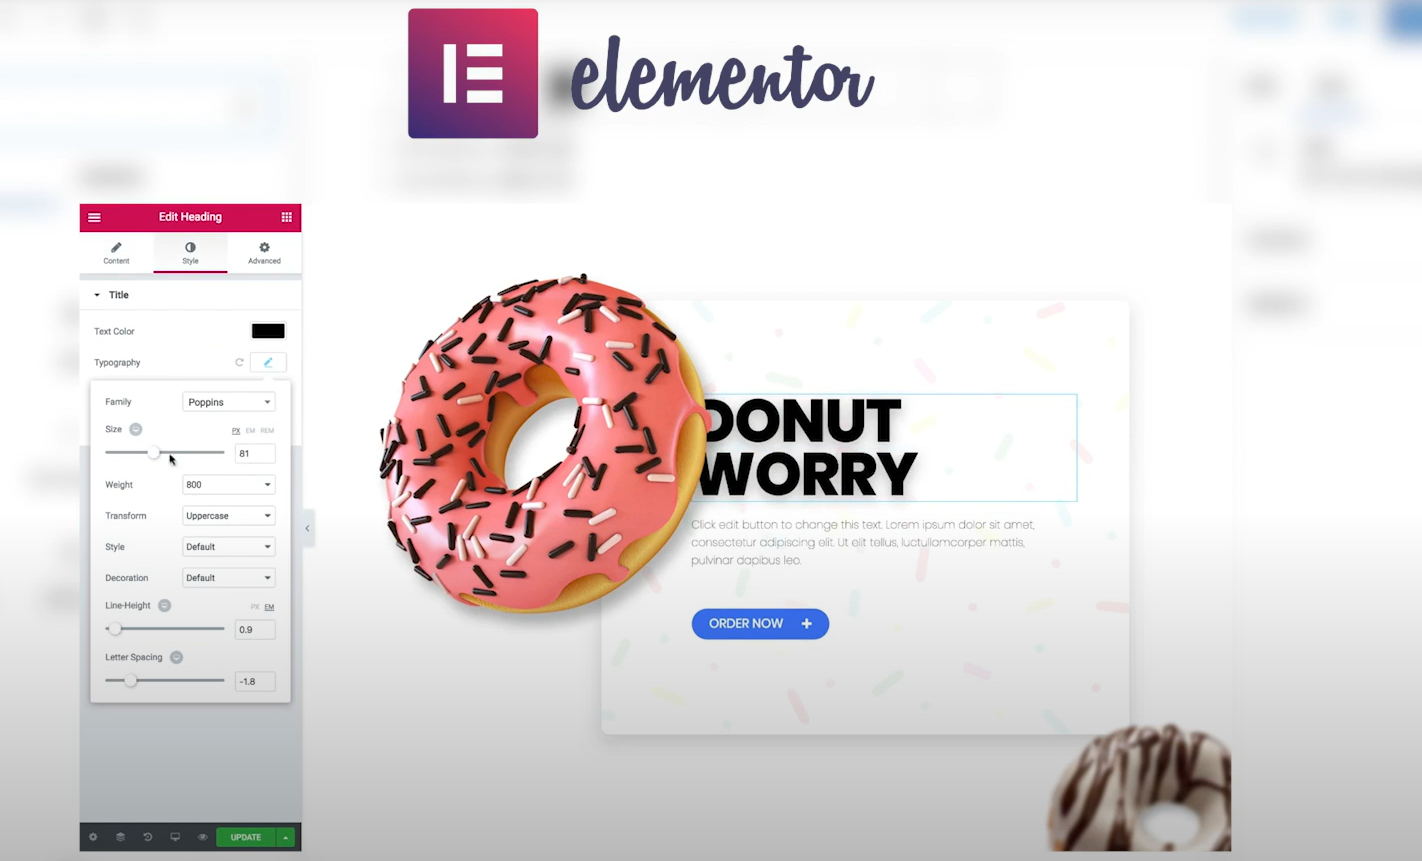 elementor
Edit Heading
Content
Style
Advanced
Title
Text Color
Typography
Family
Poppins
Size
PX EM REM
81
Weight
800
Transform
Uppercase
Style
Default
Decoration
Default
Line-Height
PX EM
0.9
Letter Spacing
-1.8
UPDATE
DONUT
WORRY
Click edit button to change this text. Lorem ipsum dolor sit amet,
consectetur adipiscing elit. Ut elit tellus, luctullamcorper mattis,
pulvinar dapibus leo.
ORDER NOW +